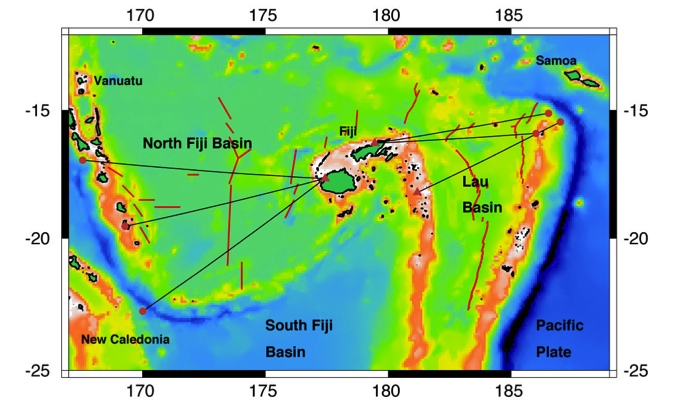 170 175 180 185
Samoa
Vanuatu
-15 -15
North Fiji Basin
Fiji
Lau
Basin
-20 -20
South Fiji
Basin
Pacific
Plate
New Caledonia
-25 -25
170 175 180 185